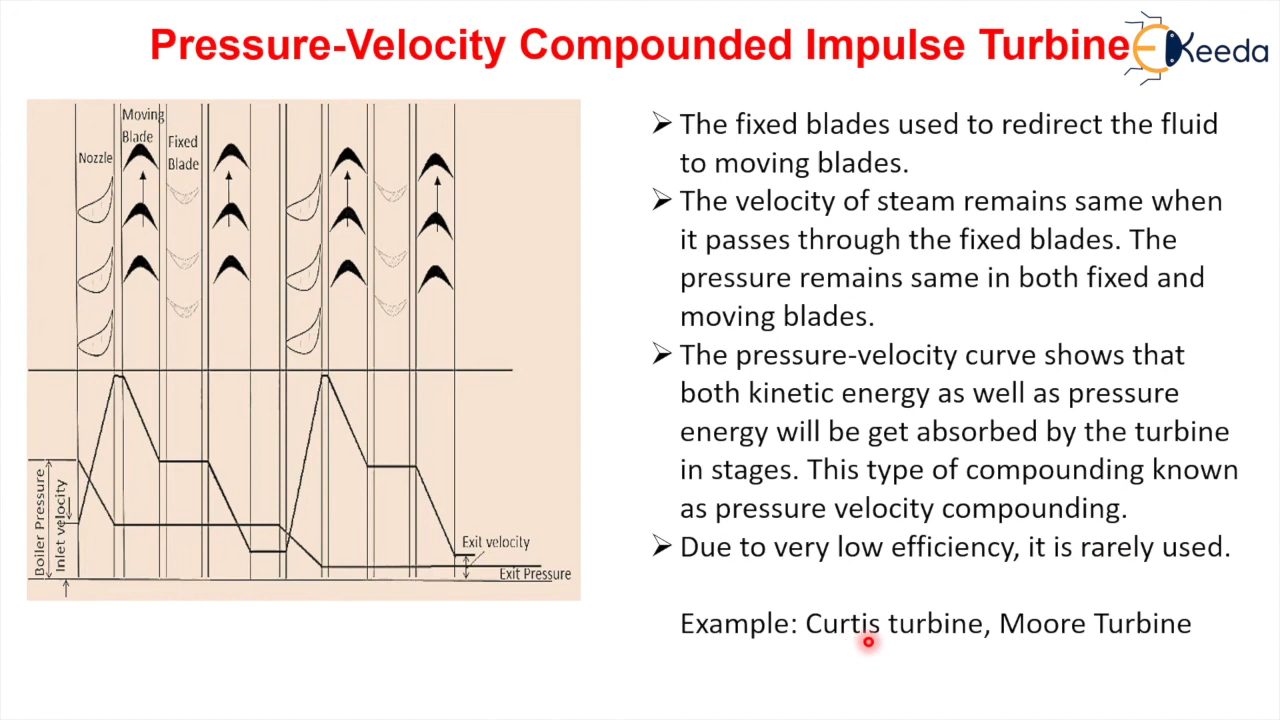 Pressure-Velocity Compounded Impulse Turbine
EKeeda
Moving
Blade
Fixed
Blade
Nozzle
Boiler Pressure
Inlet velocity
Exit velocity
Exit Pressure
➢ The fixed blades used to redirect the fluid
to moving blades.
➢ The velocity of steam remains same when
it passes through the fixed blades. The
pressure remains same in both fixed and
moving blades.
➢ The pressure-velocity curve shows that
both kinetic energy as well as pressure
energy will be get absorbed by the turbine
in stages. This type of compounding known
as pressure velocity compounding.
➢ Due to very low efficiency, it is rarely used.
Example: Curtis turbine, Moore Turbine